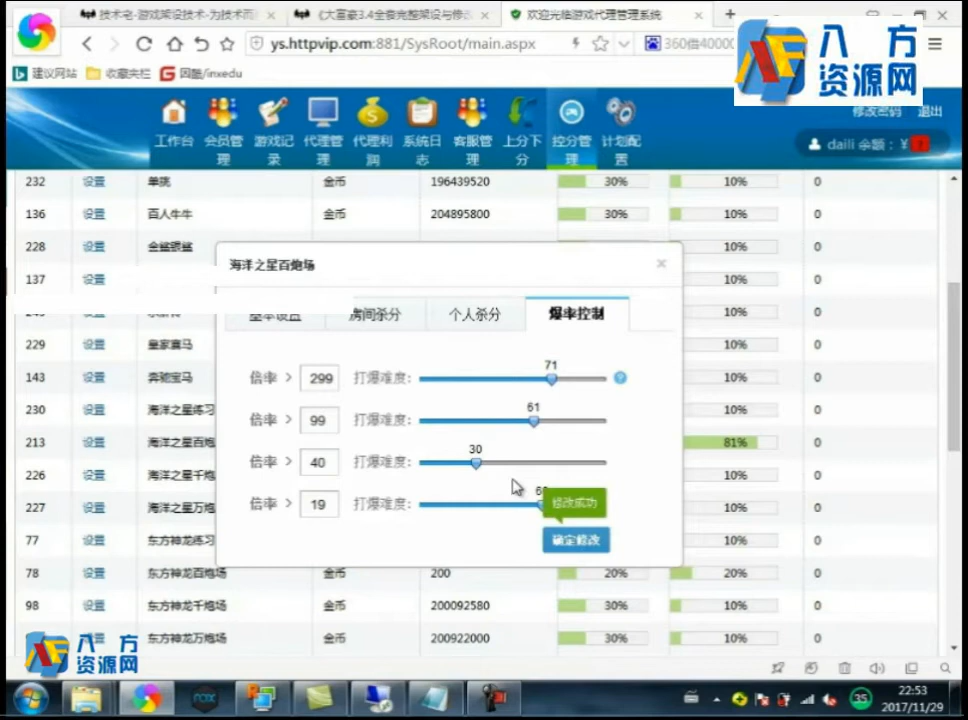 技术宅-游戏架设技术-为技术而
《大富豪3.4全套完整架设与修改
欢迎光临游戏代理管理系统
ys.httpvip.com:881/SysRoot/main.aspx
360借40000
八方资源网
建议网站 收藏夹栏 因酷/inxedu
修改密码 退出
工作台 会员管理 游戏记录 代理管理 代理利润 系统日志 客服管理 上分下分 控分管理 计划配置
daili 余额：¥
232 设置 单挑 金币 196439520 30% 10% 0
136 设置 百人牛牛 金币 204895800 30% 10% 0
228 设置 金鲨银鲨 10% 0
137 设置 10% 0
10% 0
229 设置 皇家赛马 10% 0
143 设置 奔驰宝马 10% 0
230 设置 海洋之星练习 10% 0
213 设置 海洋之星百炮 81% 0
226 设置 海洋之星千炮 10% 0
227 设置 海洋之星万炮 10% 0
77 设置 东方神龙练习 10% 0
78 设置 东方神龙百炮场 金币 200 20% 20% 0
98 设置 东方神龙千炮场 金币 200092580 30% 10% 0
设置 东方神龙万炮场 金币 200922000 30% 10% 0
海洋之星百炮场
房间杀分 个人杀分 爆率控制
倍率 > 299 打爆难度: 71
倍率 > 99 打爆难度: 61
倍率 > 40 打爆难度: 30
倍率 > 19 打爆难度:
修改成功
确定修改
八方资源网
35
22:53
2017/11/29